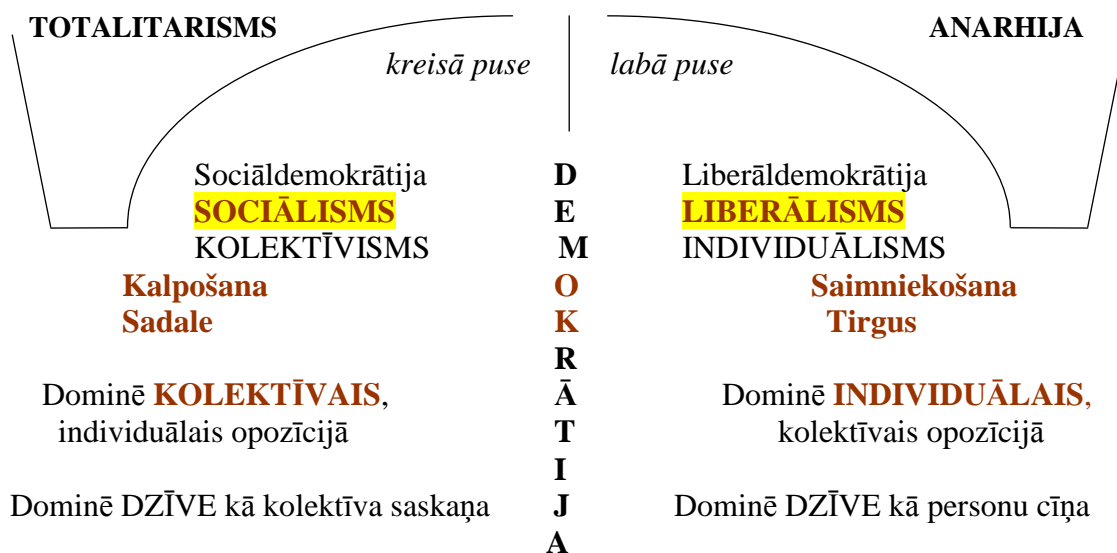 TOTALITARISMS ANARHIJA
kreisā puse labā puse
Sociāldemokrātija D Liberāldemokrātija
SOCIĀLISMS E LIBERĀLISMS
KOLEKTĪVISMS M INDIVIDUĀLISMS
Kalpošana O Saimniekošana
Sadale K Tirgus
R
Dominē KOLEKTĪVAIS, Ā Dominē INDIVIDUĀLAIS,
individuālais opozīcijā T kolektīvais opozīcijā
I
Dominē DZĪVE kā kolektīva saskaņa J Dominē DZĪVE kā personu cīņa
A